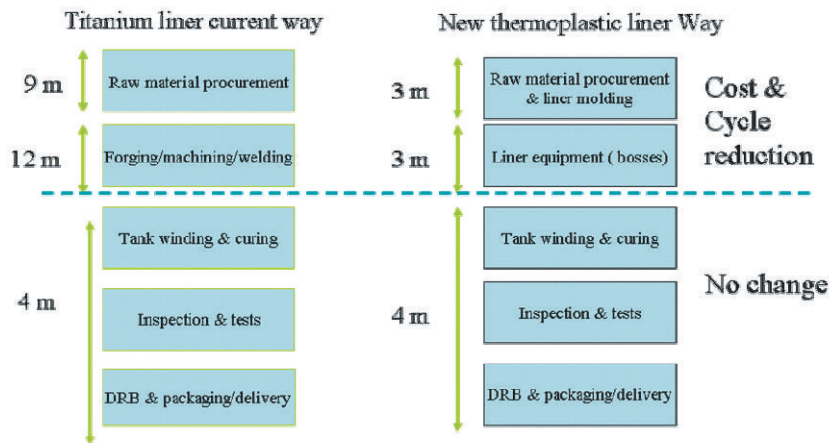 Titanium liner current way
9 m
Raw material procurement
12 m
Forging/machining/welding
4 m
Tank winding & curing
Inspection & tests
DRB & packaging/delivery
New thermoplastic liner Way
3 m
Raw material procurement
& liner molding
3 m
Liner equipment ( bosses)
4 m
Tank winding & curing
Inspection & tests
DRB & packaging/delivery
Cost &
Cycle
reduction
No change